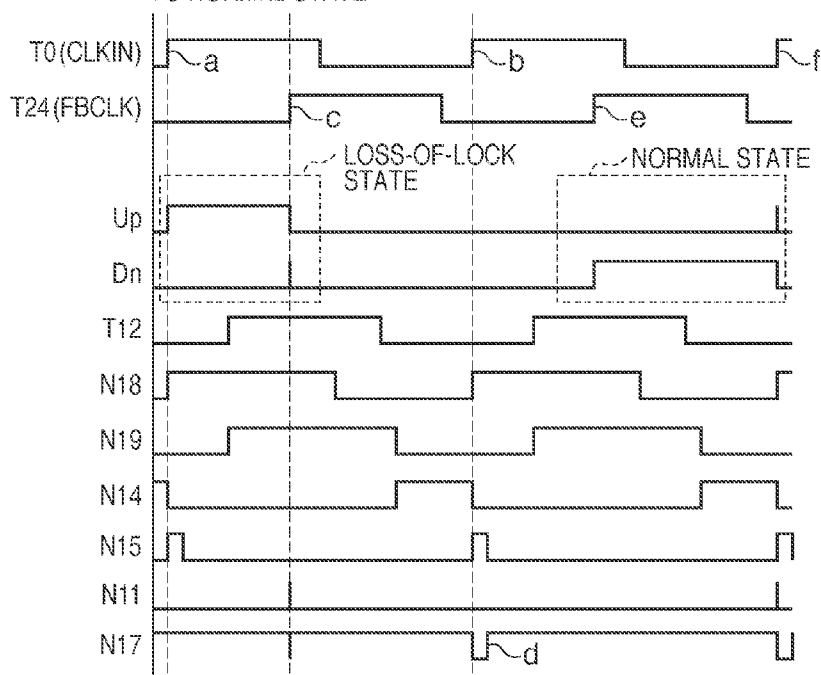 T0(CLKIN)
a
b
f
T24(FBCLK)
c
e
LOSS-OF-LOCK
STATE
NORMAL STATE
Up
Dn
T12
N18
N19
N14
N15
N11
N17
d